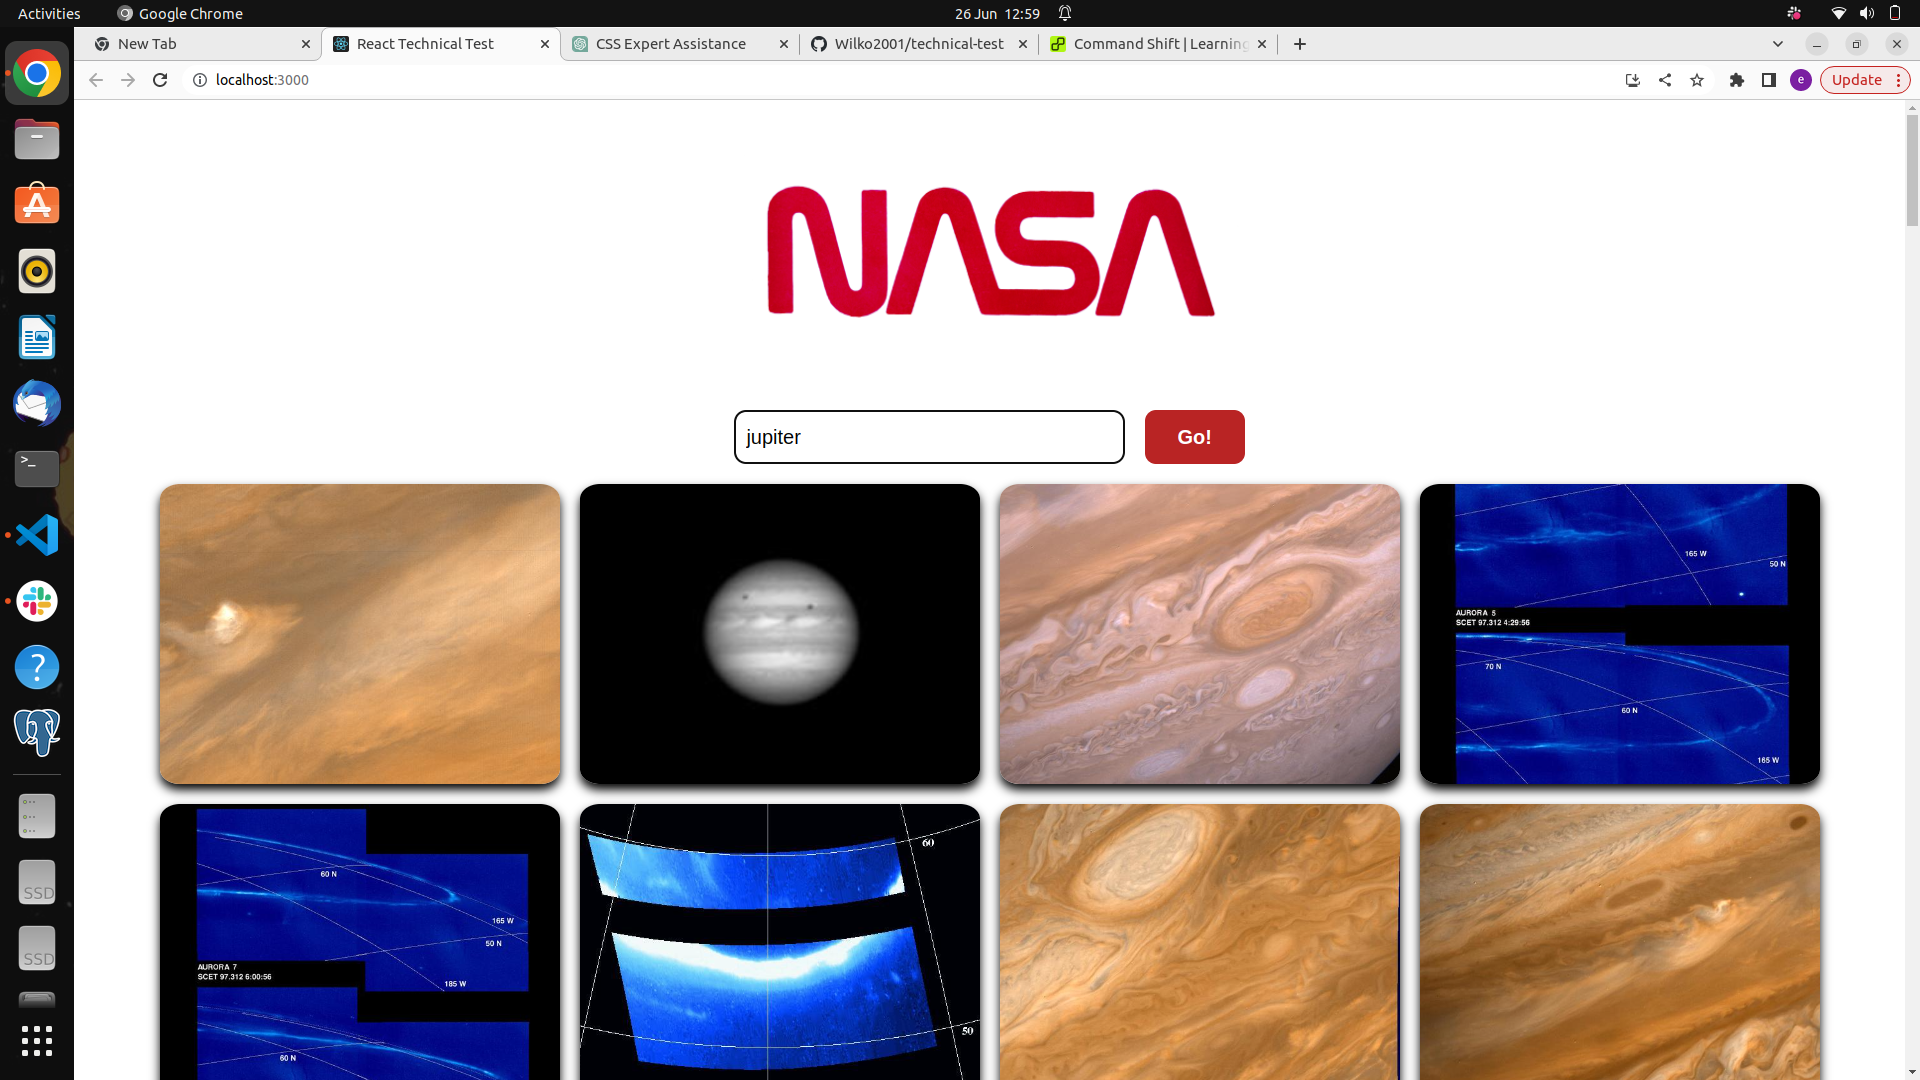 Activities
Google Chrome
26 Jun 12:59
New Tab
React Technical Test
CSS Expert Assistance
Wilko2001/technical-test
Command Shift | Learning
localhost:3000
e
Update
NASA
jupiter
Go!
165 W
50 N
AURORA 5
SCET 97.312 4:29:56
70 N
60 N
165 W
60 N
165 W
50 N
AURORA 7
SCET 97.312 6:00:56
185 W
60 N
60
50
SSD
SSD